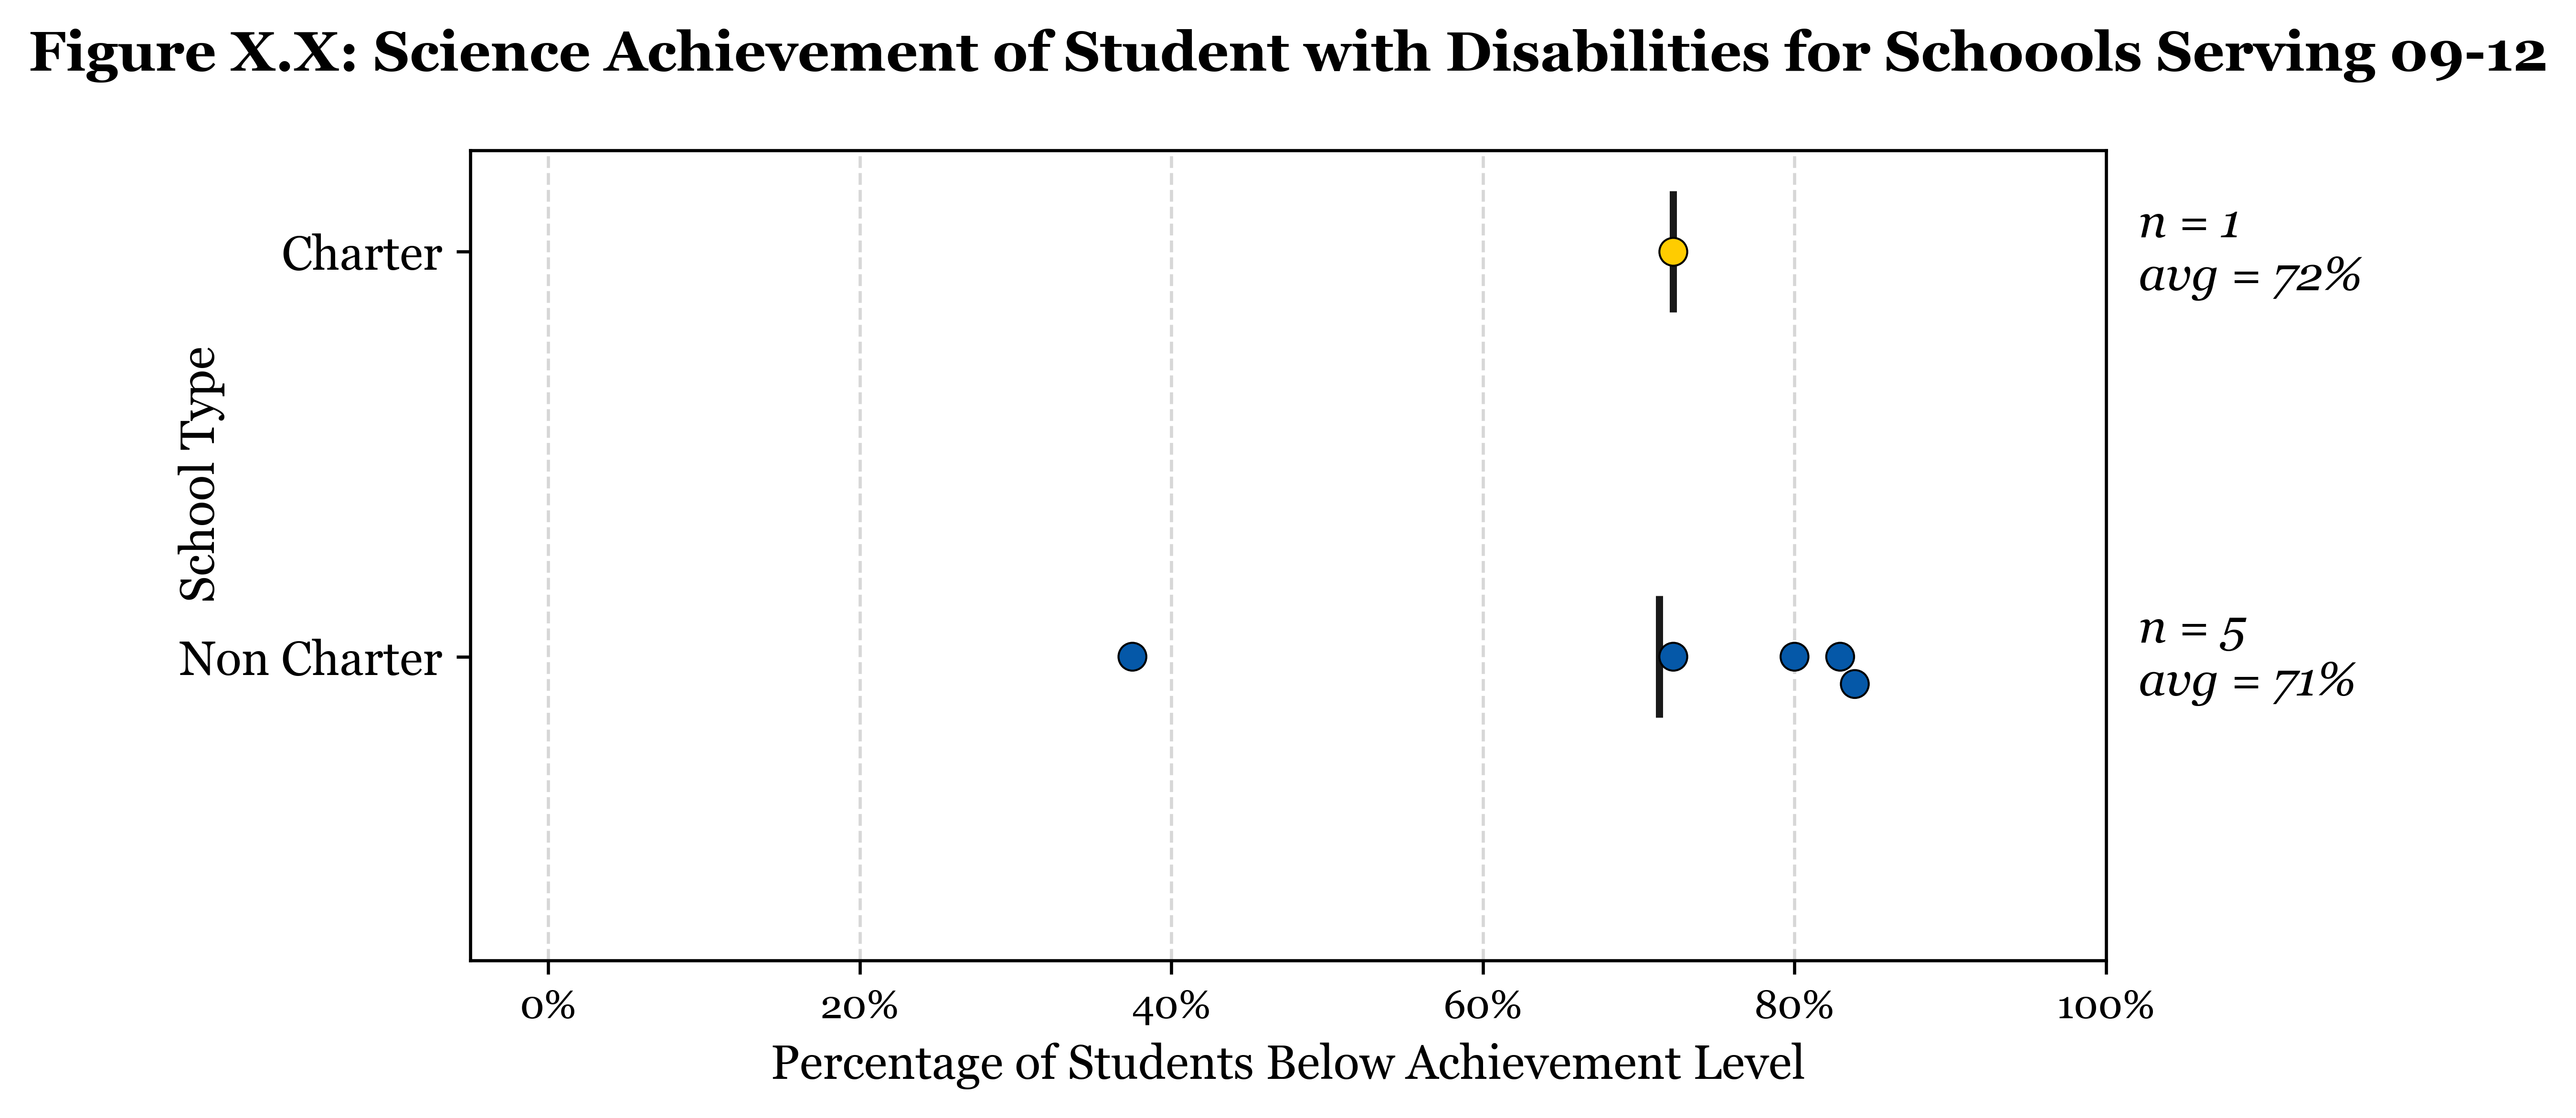 Figure X.X: Science Achievement of Student with Disabilities for Schoools Serving 09-12
Charter
n = 1
avg = 72%
School Type
Non Charter
n = 5
avg = 71%
0% 20% 40% 60% 80% 100%
Percentage of Students Below Achievement Level